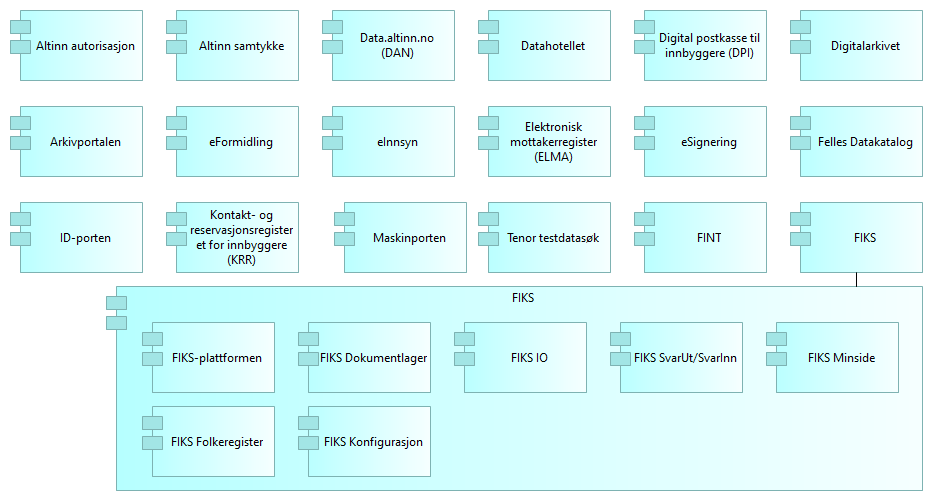 Altinn autorisasjon
Altinn samtykke
Data.altinn.no
(DAN)
Datahotellet
Digital postkasse til
innbyggere (DPI)
Digitalarkivet
Arkivportalen
eFormidling
eInnsyn
Elektronisk
mottakerregister
(ELMA)
eSignering
Felles Datakatalog
ID-porten
Kontakt- og
reservasjonsregister
et for innbyggere
(KRR)
Maskinporten
Tenor testdatasøk
FINT
FIKS
FIKS
FIKS-plattformen
FIKS Dokumentlager
FIKS IO
FIKS SvarUt/SvarInn
FIKS Minside
FIKS Folkeregister
FIKS Konfigurasjon